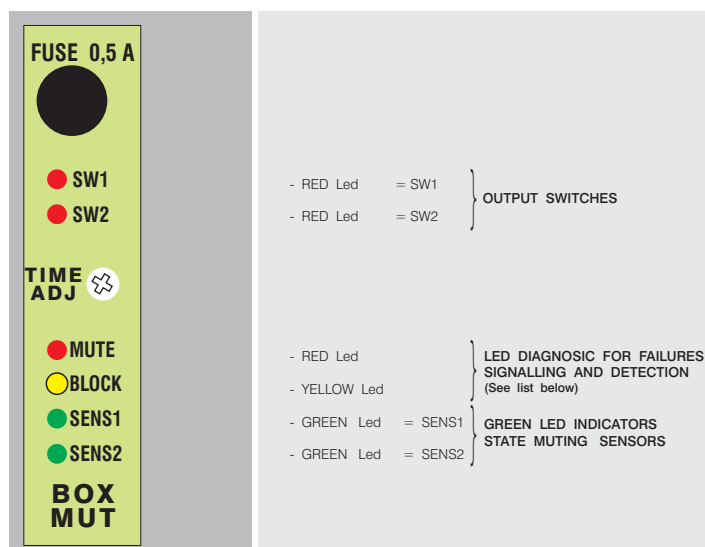 FUSE 0,5 A
SW1
SW2
TIME
ADJ
MUTE
BLOCK
SENS1
SENS2
BOX
MUT
- RED Led = SW1
- RED Led = SW2
OUTPUT SWITCHES
- RED Led
- YELLOW Led
LED DIAGNOSIC FOR FAILURES
SIGNALLING AND DETECTION
(See list below)
- GREEN Led = SENS1
- GREEN Led = SENS2
GREEN LED INDICATORS
STATE MUTING SENSORS